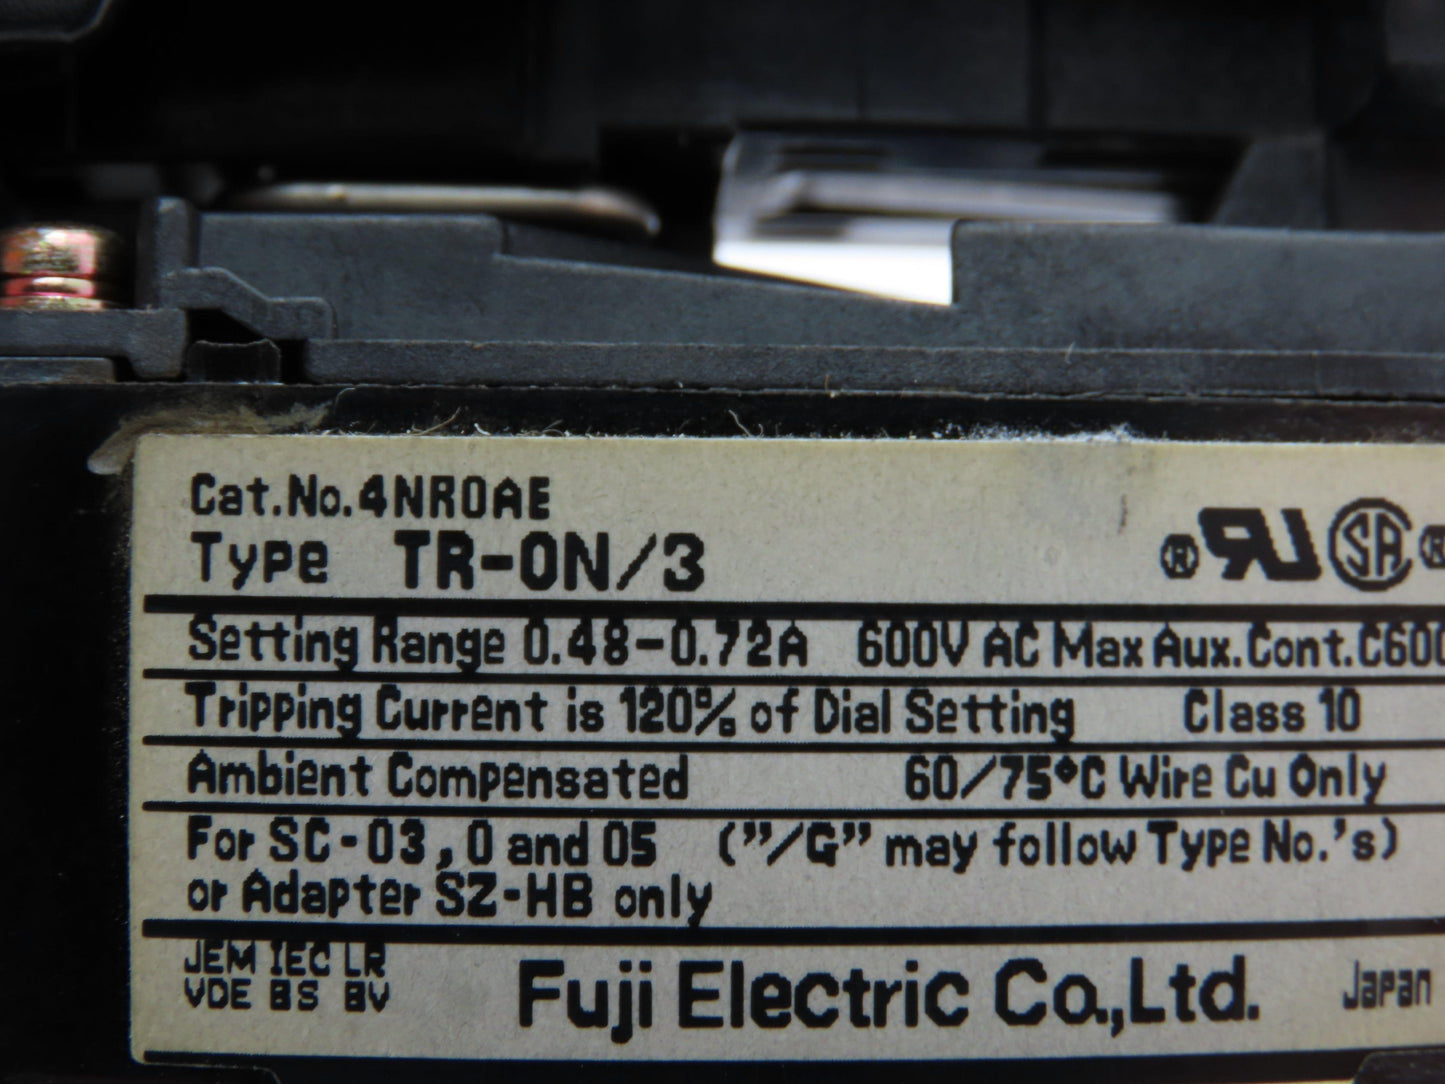 Cat.No.4NR0AE
Type TR-0N/3 ® UR SA ®
Setting Range 0.48-0.72A 600V AC Max Aux.Cont.C600
Tripping Current is 120% of Dial Setting Class 10
Ambient Compensated 60/75°C Wire Cu Only
For SC-03,0 and 05 ("/G" may follow Type No.'s)
or Adapter SZ-HB only
JEM IEC LR
VDE BS BV
Fuji Electric Co.,Ltd. Japan